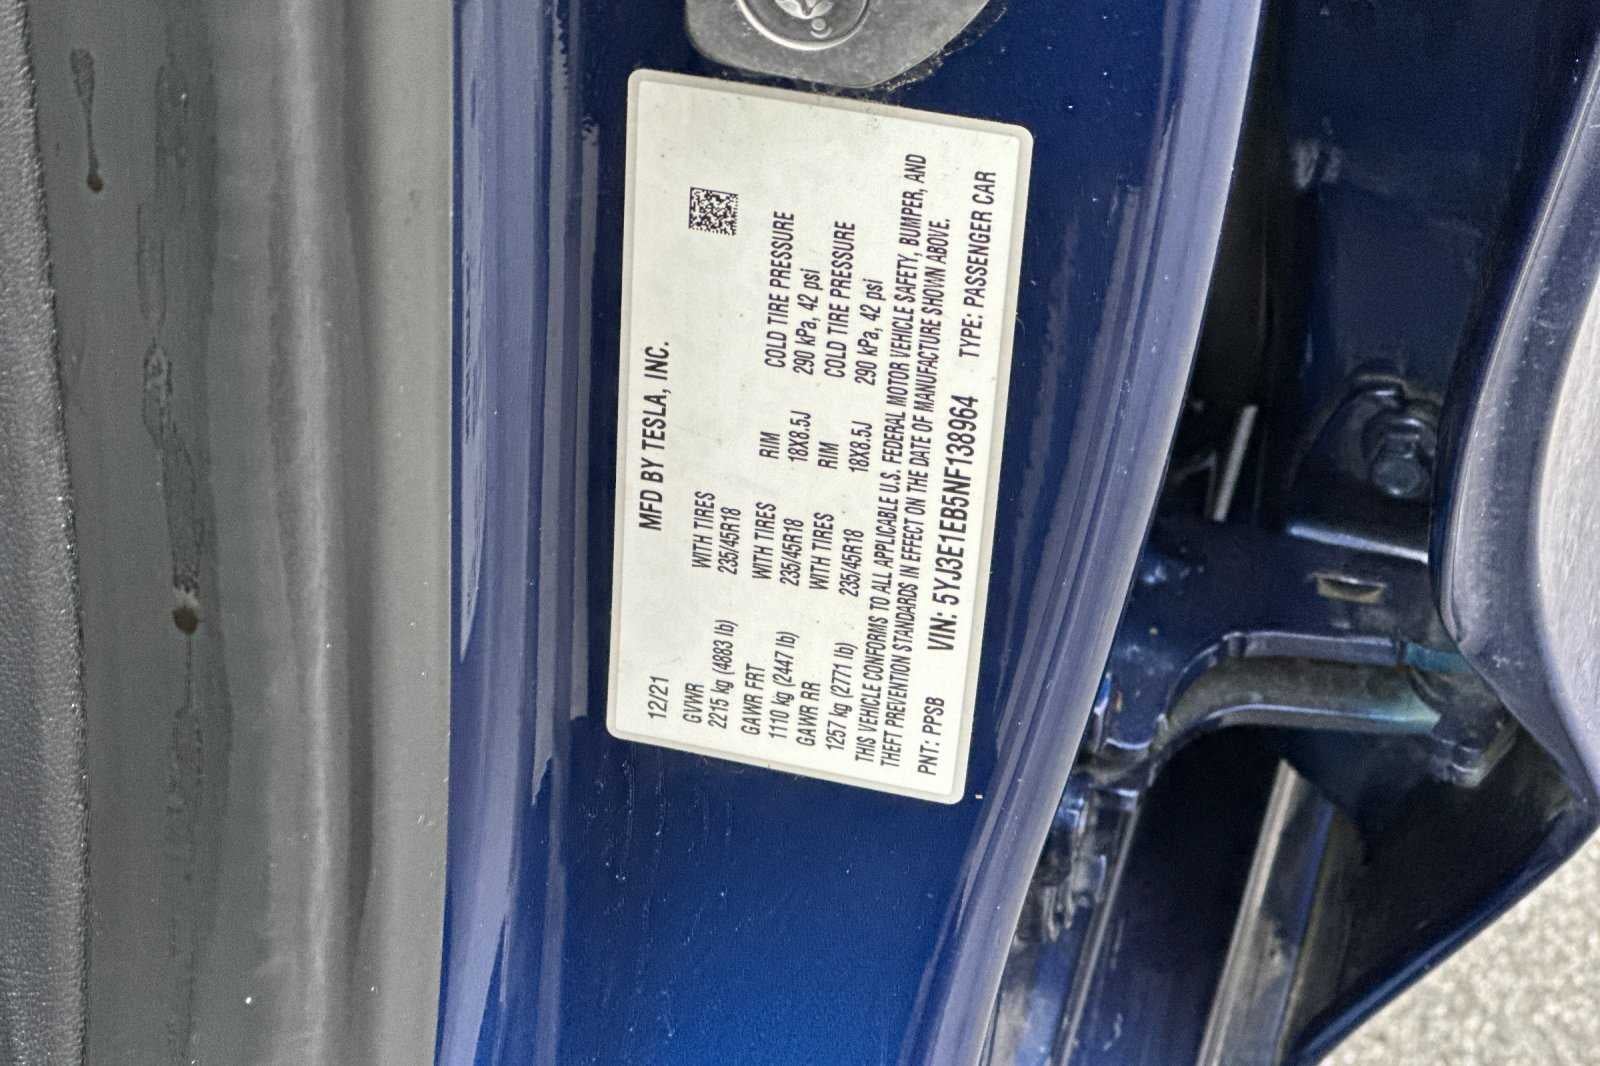 MFD BY TESLA, INC.
12/21
GVWR WITH TIRES
2215 kg (4883 lb) 235/45R18
GAWR FRT WITH TIRES RIM COLD TIRE PRESSURE
1110 kg (2447 lb) 235/45R18 18X8.5J 290 kPa, 42 psi
GAWR RR WITH TIRES RIM COLD TIRE PRESSURE
1257 kg (2771 lb) 235/45R18 18X8.5J 290 kPa, 42 psi
THIS VEHICLE CONFORMS TO ALL APPLICABLE U.S. FEDERAL MOTOR VEHICLE SAFETY, BUMPER, AND
THEFT PREVENTION STANDARDS IN EFFECT ON THE DATE OF MANUFACTURE SHOWN ABOVE.
PNT: PPSB VIN: 5YJ3E1EB5NF138964 TYPE: PASSENGER CAR